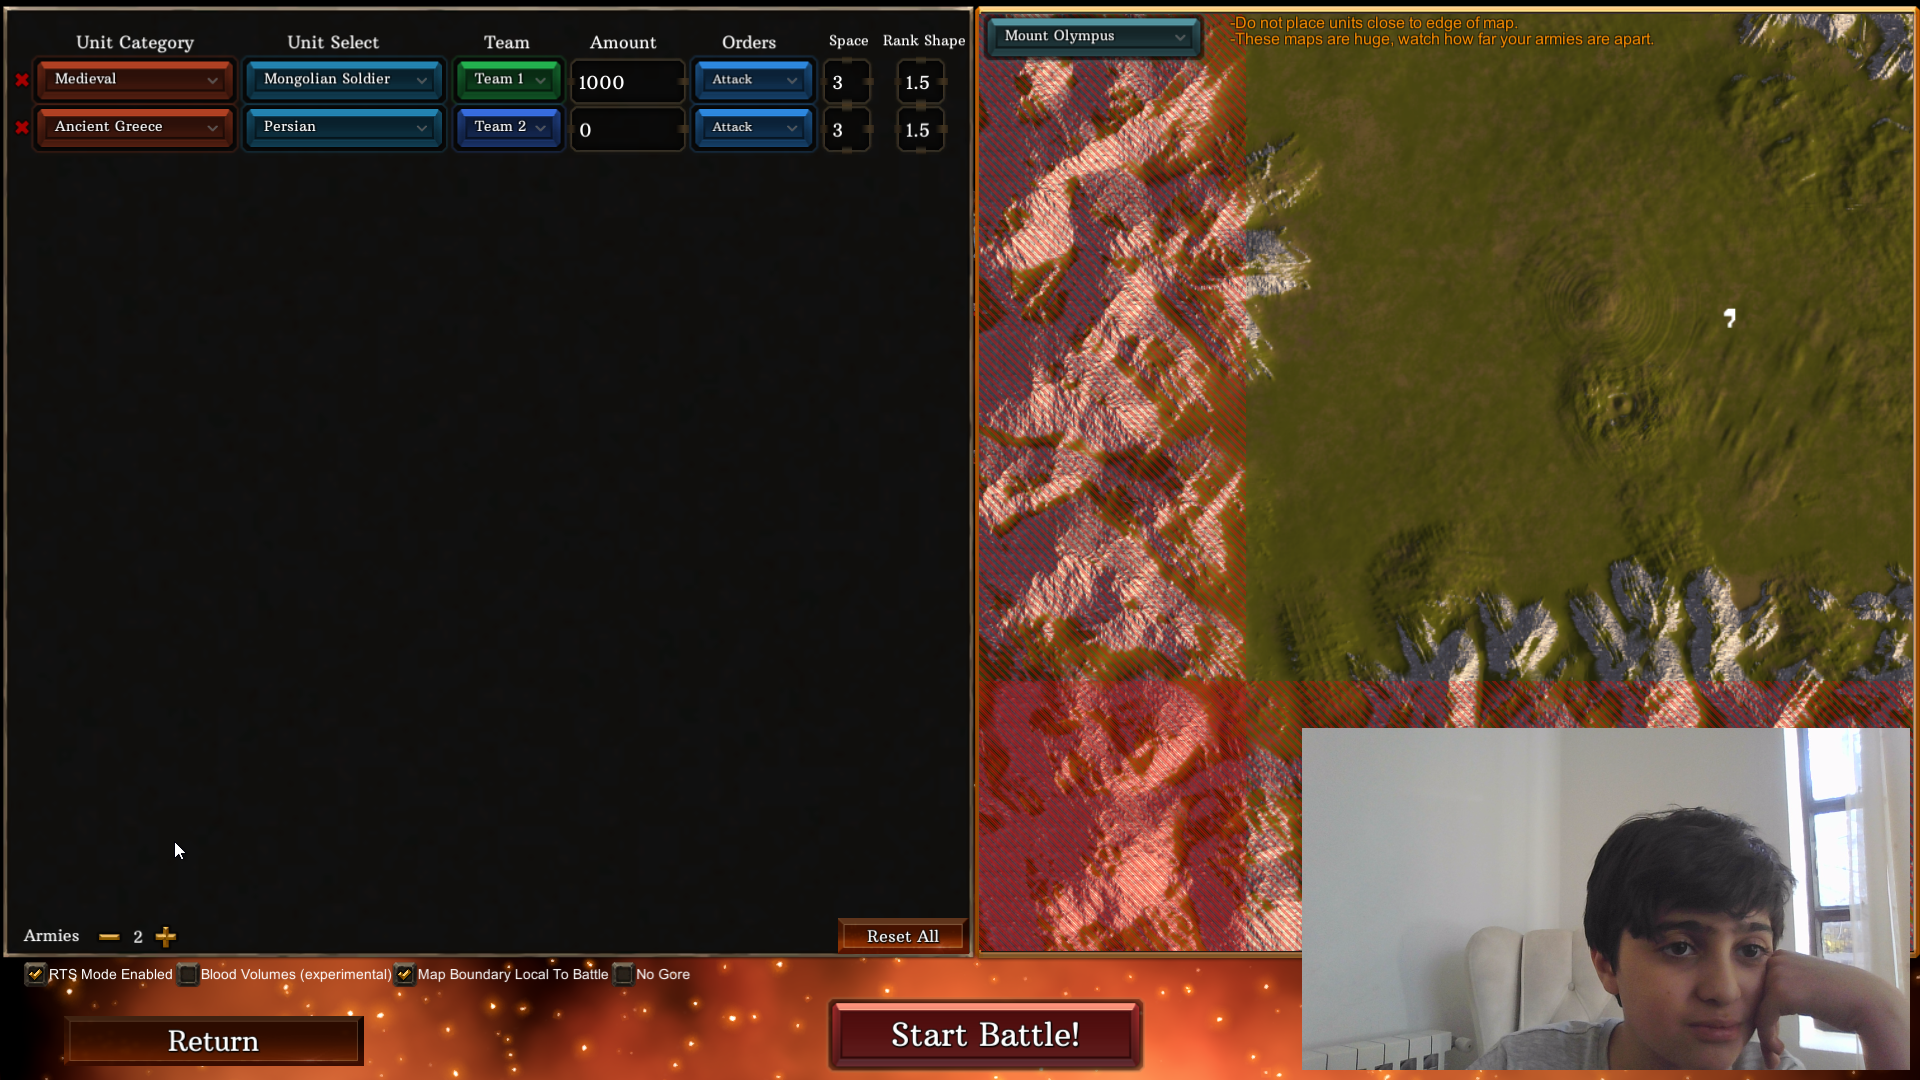 Unit Category Unit Select Team Amount Orders Space Rank Shape
Medieval Mongolian Soldier Team 1 1000 Attack 3 1.5
Ancient Greece Persian Team 2 0 Attack 3 1.5
Mount Olympus
-Do not place units close to edge of map.
-These maps are huge, watch how far your armies are apart.
Armies 2
Reset All
RTS Mode Enabled Blood Volumes (experimental) Map Boundary Local To Battle No Gore
Return
Start Battle!